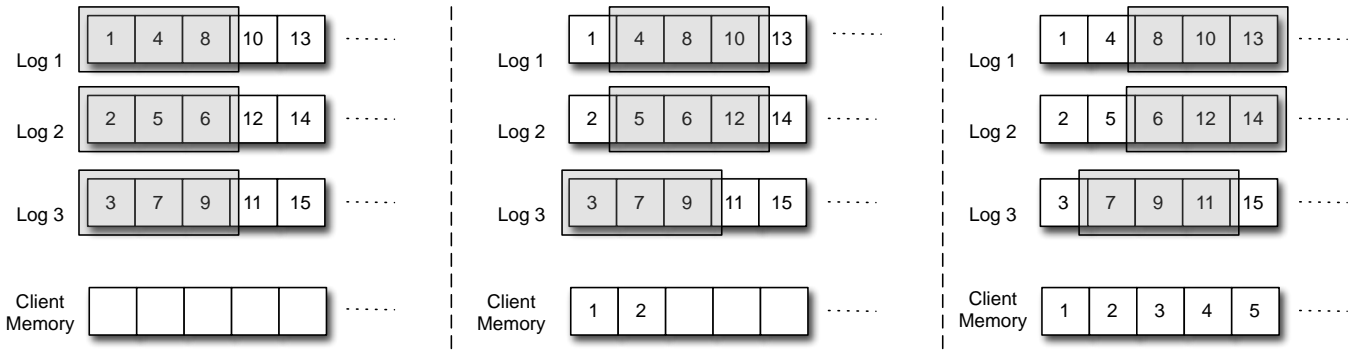 Log 1 1 4 8 10 13 ......
Log 2 2 5 6 12 14 ......
Log 3 3 7 9 11 15 ......
Client
Memory ......
Log 1 1 4 8 10 13 ......
Log 2 2 5 6 12 14 ......
Log 3 3 7 9 11 15 ......
Client
Memory 1 2 ......
Log 1 1 4 8 10 13 ......
Log 2 2 5 6 12 14 ......
Log 3 3 7 9 11 15 ......
Client
Memory 1 2 3 4 5 ......